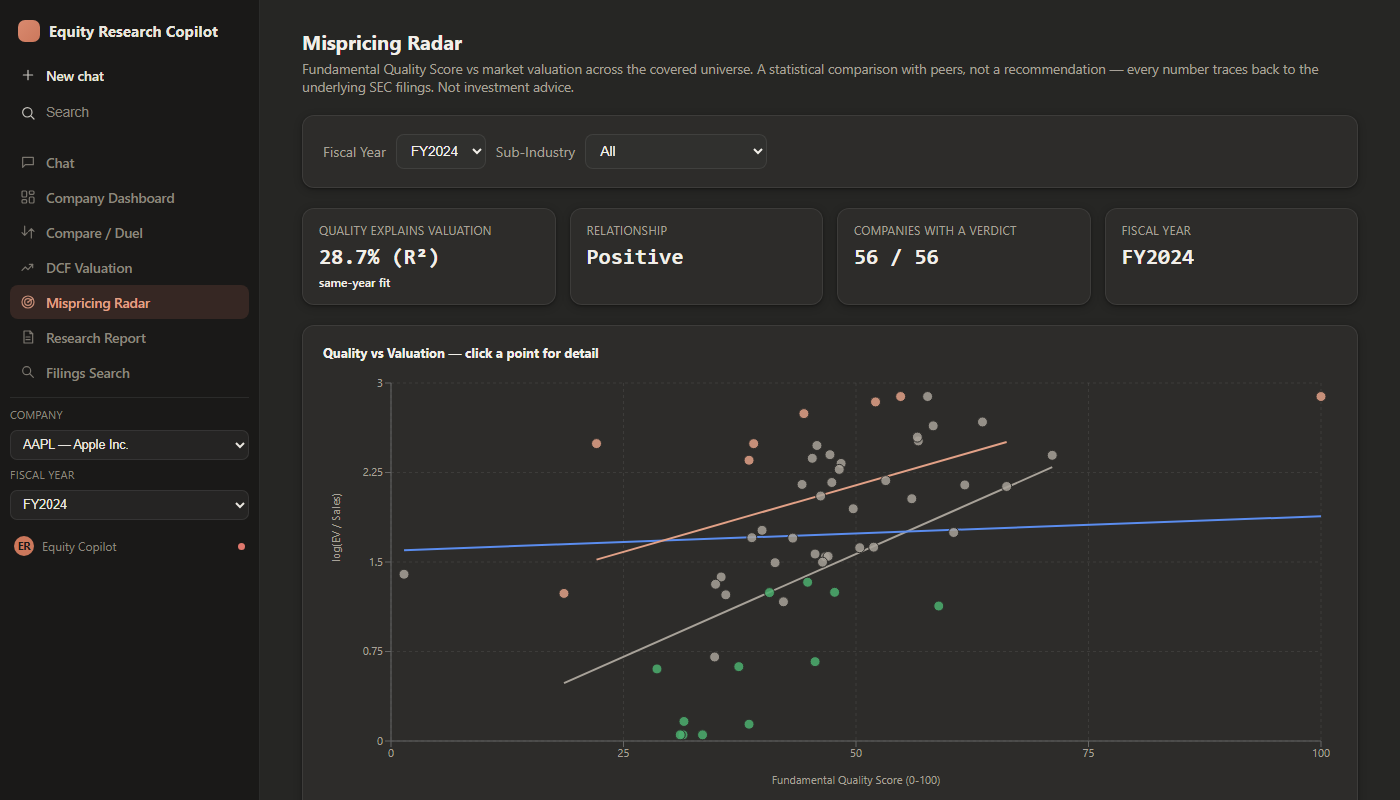 Equity Research Copilot
New chat
Search
Chat
Company Dashboard
Compare / Duel
DCF Valuation
Mispricing Radar
Research Report
Filings Search
COMPANY
AAPL — Apple Inc.
FISCAL YEAR
FY2024
ER Equity Copilot
Mispricing Radar
Fundamental Quality Score vs market valuation across the covered universe. A statistical comparison with peers, not a recommendation — every number traces back to the
underlying SEC filings. Not investment advice.
Fiscal Year FY2024 Sub-Industry All
QUALITY EXPLAINS VALUATION
28.7% (R²)
same-year fit
RELATIONSHIP
Positive
COMPANIES WITH A VERDICT
56 / 56
FISCAL YEAR
FY2024
Quality vs Valuation — click a point for detail
3
2.25
1.5
0.75
0
log(EV / Sales)
0 25 50 75 100
Fundamental Quality Score (0-100)